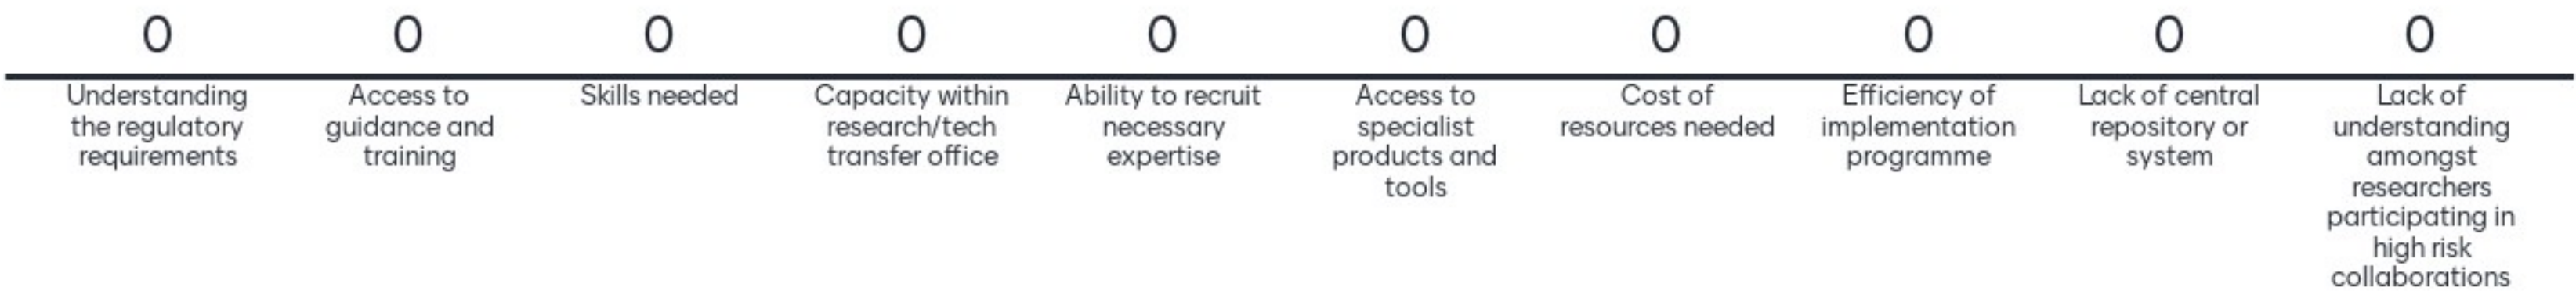 0 0 0 0 0 0 0 0 0 0
Understanding
the regulatory
requirements
Access to
guidance and
training
Skills needed
Capacity within
research/tech
transfer office
Ability to recruit
necessary
expertise
Access to
specialist
products and
tools
Cost of
resources needed
Efficiency of
implementation
programme
Lack of central
repository or
system
Lack of
understanding
amongst
researchers
participating in
high risk
collaborations